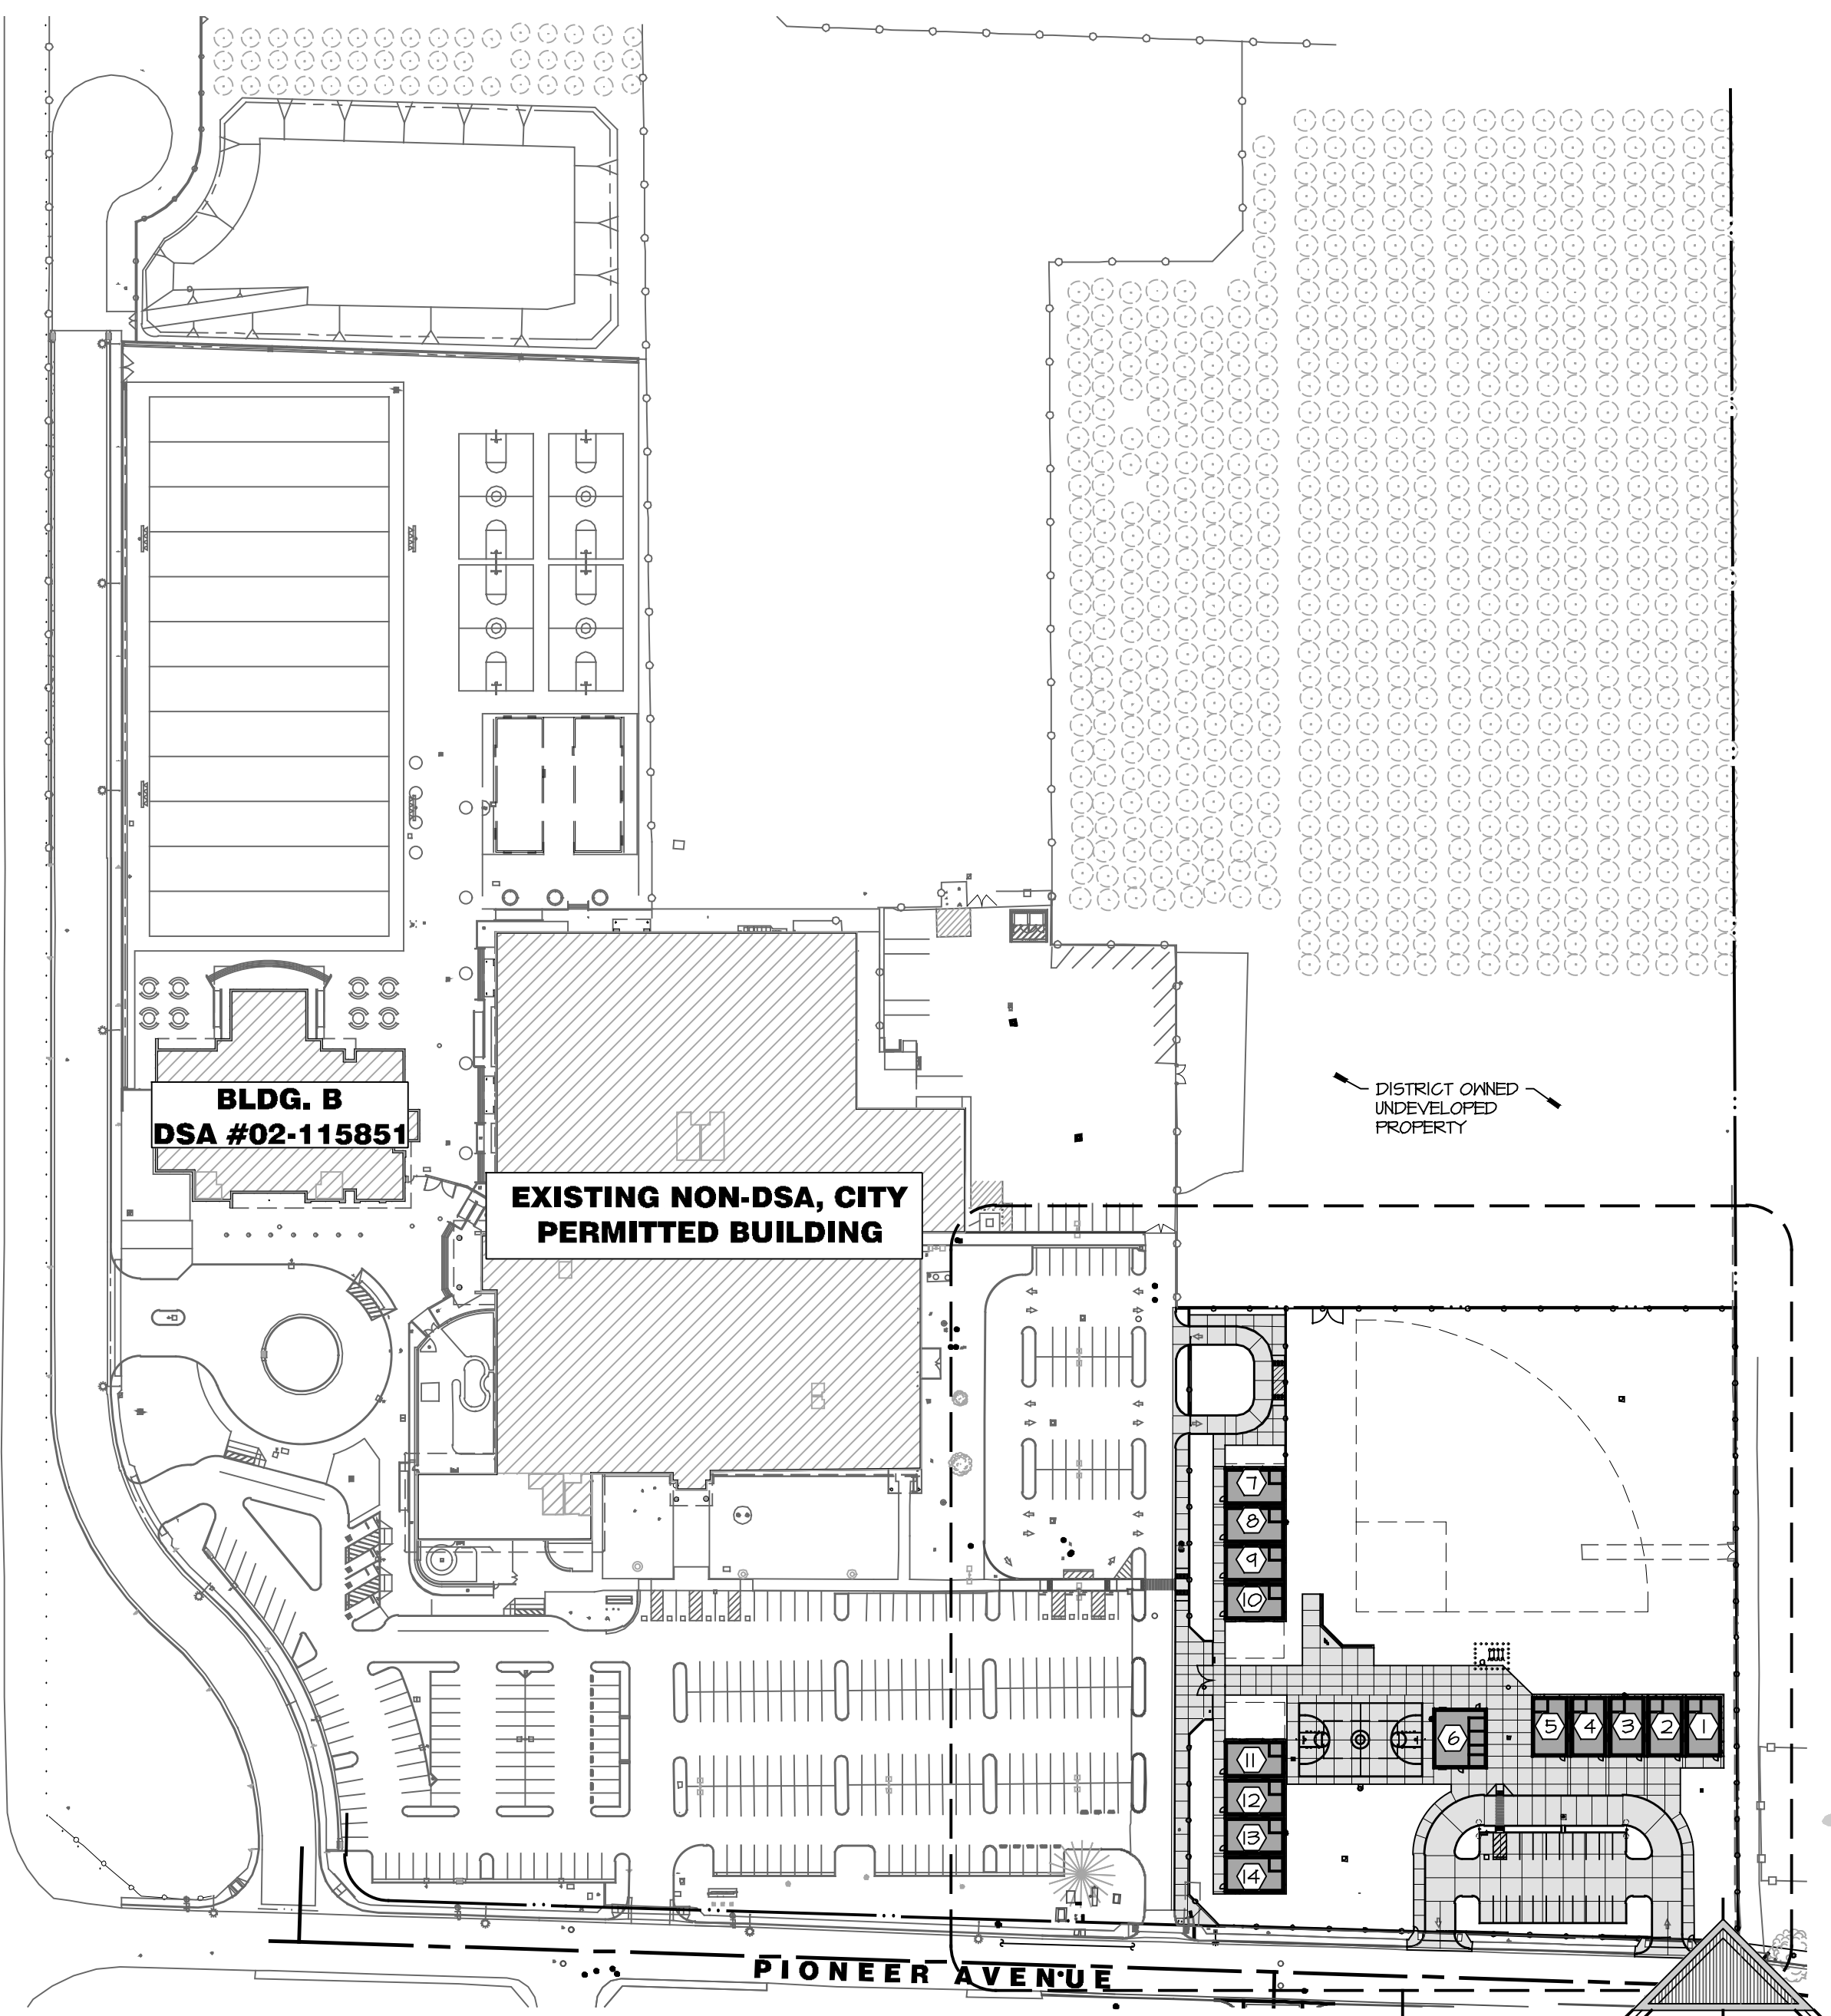 DISTRICT OWNED
UNDEVELOPED
PROPERTY
BLDG. B
DSA #02-115851
EXISTING NON-DSA, CITY
PERMITTED BUILDING
7
8
9
10
11
12
13
14
6
5
4
3
2
1
PIONEER AVENUE